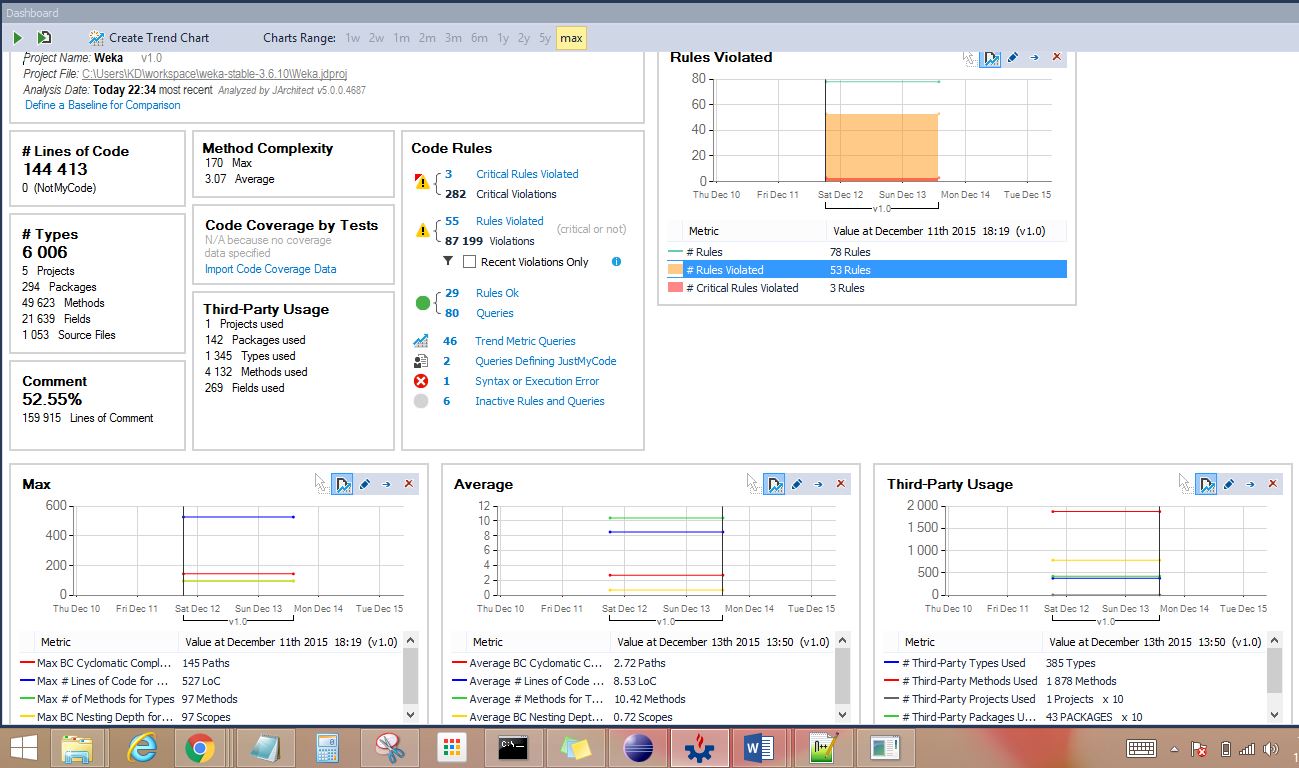 Dashboard
Create Trend Chart Charts Range: 1w 2w 1m 2m 3m 6m 1y 2y 5y max
Project Name: Weka v1.0
Project File: C:\Users\KD\workspace\weka-stable-3.6.10\Weka.jdproj
Analysis Date: Today 22:34 most recent Analyzed by JArchitect v5.0.0.4687
Define a Baseline for Comparison
# Lines of Code
144 413
0 (NotMyCode)
# Types
6 006
5 Projects
294 Packages
49 623 Methods
21 639 Fields
1 053 Source Files
Comment
52.55%
159 915 Lines of Comment
Method Complexity
170 Max
3.07 Average
Code Coverage by Tests
N/A because no coverage
data specified
Import Code Coverage Data
Third-Party Usage
1 Projects used
142 Packages used
1 345 Types used
4 132 Methods used
269 Fields used
Code Rules
3 Critical Rules Violated
282 Critical Violations
55 Rules Violated
(critical or not)
87 199 Violations
Recent Violations Only
29 Rules Ok
80 Queries
46 Trend Metric Queries
2 Queries Defining JustMyCode
1 Syntax or Execution Error
6 Inactive Rules and Queries
Rules Violated
80
60
40
20
0
Thu Dec 10 Fri Dec 11 Sat Dec 12 Sun Dec 13 Mon Dec 14 Tue Dec 15
v1.0
Metric Value at December 11th 2015 18:19 (v1.0)
# Rules 78 Rules
# Rules Violated 53 Rules
# Critical Rules Violated 3 Rules
Max
600
400
200
0
Thu Dec 10 Fri Dec 11 Sat Dec 12 Sun Dec 13 Mon Dec 14 Tue Dec 15
v1.0
Metric Value at December 11th 2015 18:19 (v1.0)
Max BC Cyclomatic Compl... 145 Paths
Max # Lines of Code for ... 527 LoC
Max # of Methods for Types 97 Methods
Max BC Nesting Depth for... 97 Scopes
Average
12
10
8
6
4
2
0
Thu Dec 10 Fri Dec 11 Sat Dec 12 Sun Dec 13 Mon Dec 14 Tue Dec 15
v1.0
Metric Value at December 13th 2015 13:50 (v1.0)
Average BC Cyclomatic C... 2.72 Paths
Average # Lines of Code ... 8.53 LoC
Average # Methods for T... 10.42 Methods
Average BC Nesting Dept... 0.72 Scopes
Third-Party Usage
2 000
1 500
1 000
500
0
Thu Dec 10 Fri Dec 11 Sat Dec 12 Sun Dec 13 Mon Dec 14 Tue Dec 15
v1.0
Metric Value at December 13th 2015 13:50 (v1.0)
# Third-Party Types Used 385 Types
# Third-Party Methods Used 1 878 Methods
# Third-Party Projects Used 1 Projects x 10
# Third-Party Packages U... 43 PACKAGES x 10